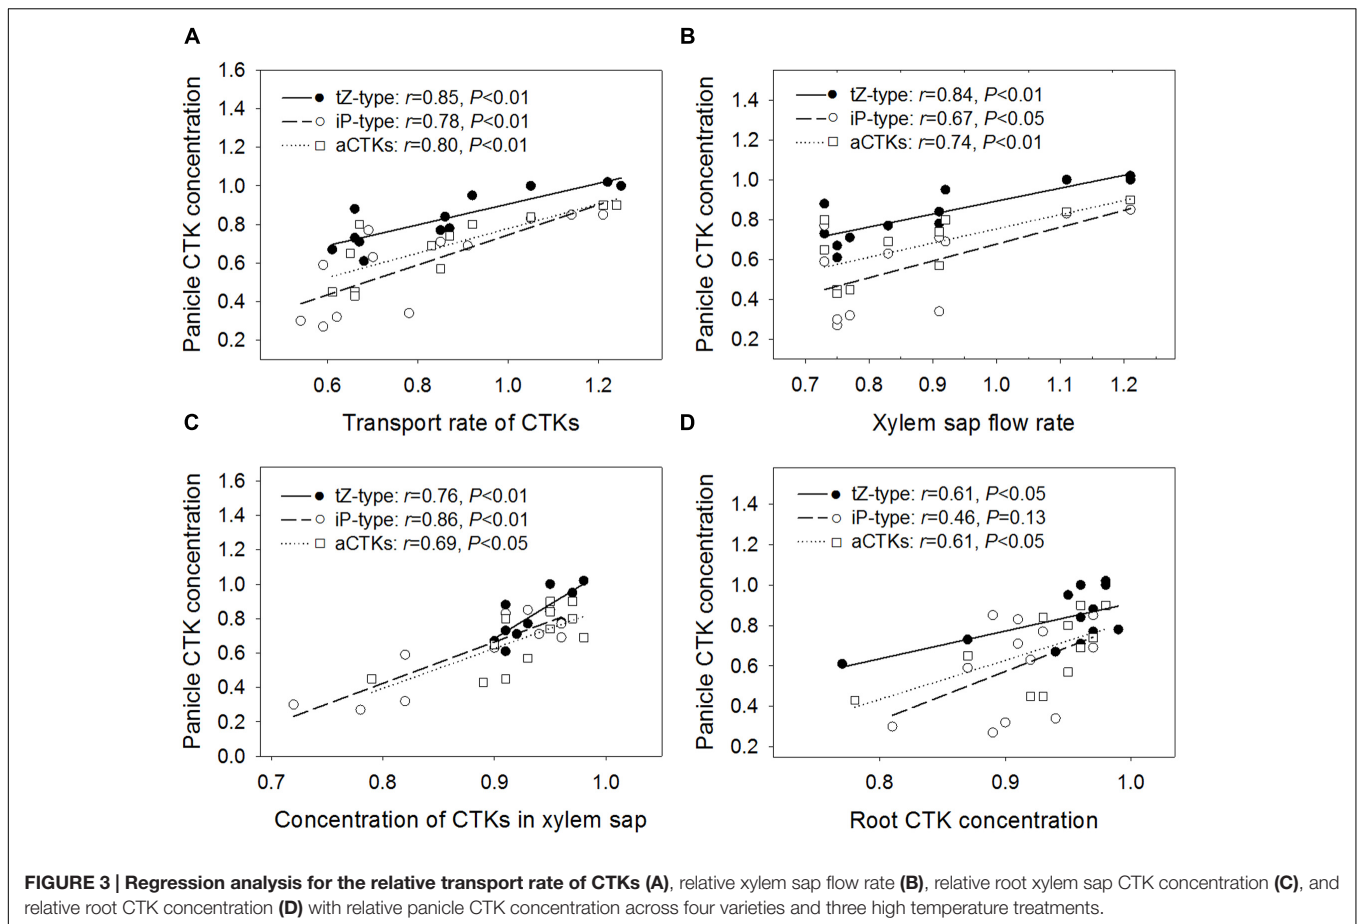 A
Panicle CTK concentration
1.6
1.4
1.2
1.0
0.8
0.6
0.4
0.2
tZ-type: r=0.85, P<0.01
iP-type: r=0.78, P<0.01
aCTKs: r=0.80, P<0.01
0.6 0.8 1.0 1.2
Transport rate of CTKs
B
Panicle CTK concentration
1.4
1.2
1.0
0.8
0.6
0.4
0.2
tZ-type: r=0.84, P<0.01
iP-type: r=0.67, P<0.05
aCTKs: r=0.74, P<0.01
0.7 0.8 0.9 1.0 1.1 1.2
Xylem sap flow rate
C
Panicle CTK concentration
1.6
1.4
1.2
1.0
0.8
0.6
0.4
0.2
0.0
tZ-type: r=0.76, P<0.01
iP-type: r=0.86, P<0.01
aCTKs: r=0.69, P<0.05
0.7 0.8 0.9 1.0
Concentration of CTKs in xylem sap
D
Panicle CTK concentration
1.4
1.2
1.0
0.8
0.6
0.4
0.2
tZ-type: r=0.61, P<0.05
iP-type: r=0.46, P=0.13
aCTKs: r=0.61, P<0.05
0.8 0.9 1.0
Root CTK concentration
FIGURE 3 | Regression analysis for the relative transport rate of CTKs (A), relative xylem sap flow rate (B), relative root xylem sap CTK concentration (C), and
relative root CTK concentration (D) with relative panicle CTK concentration across four varieties and three high temperature treatments.